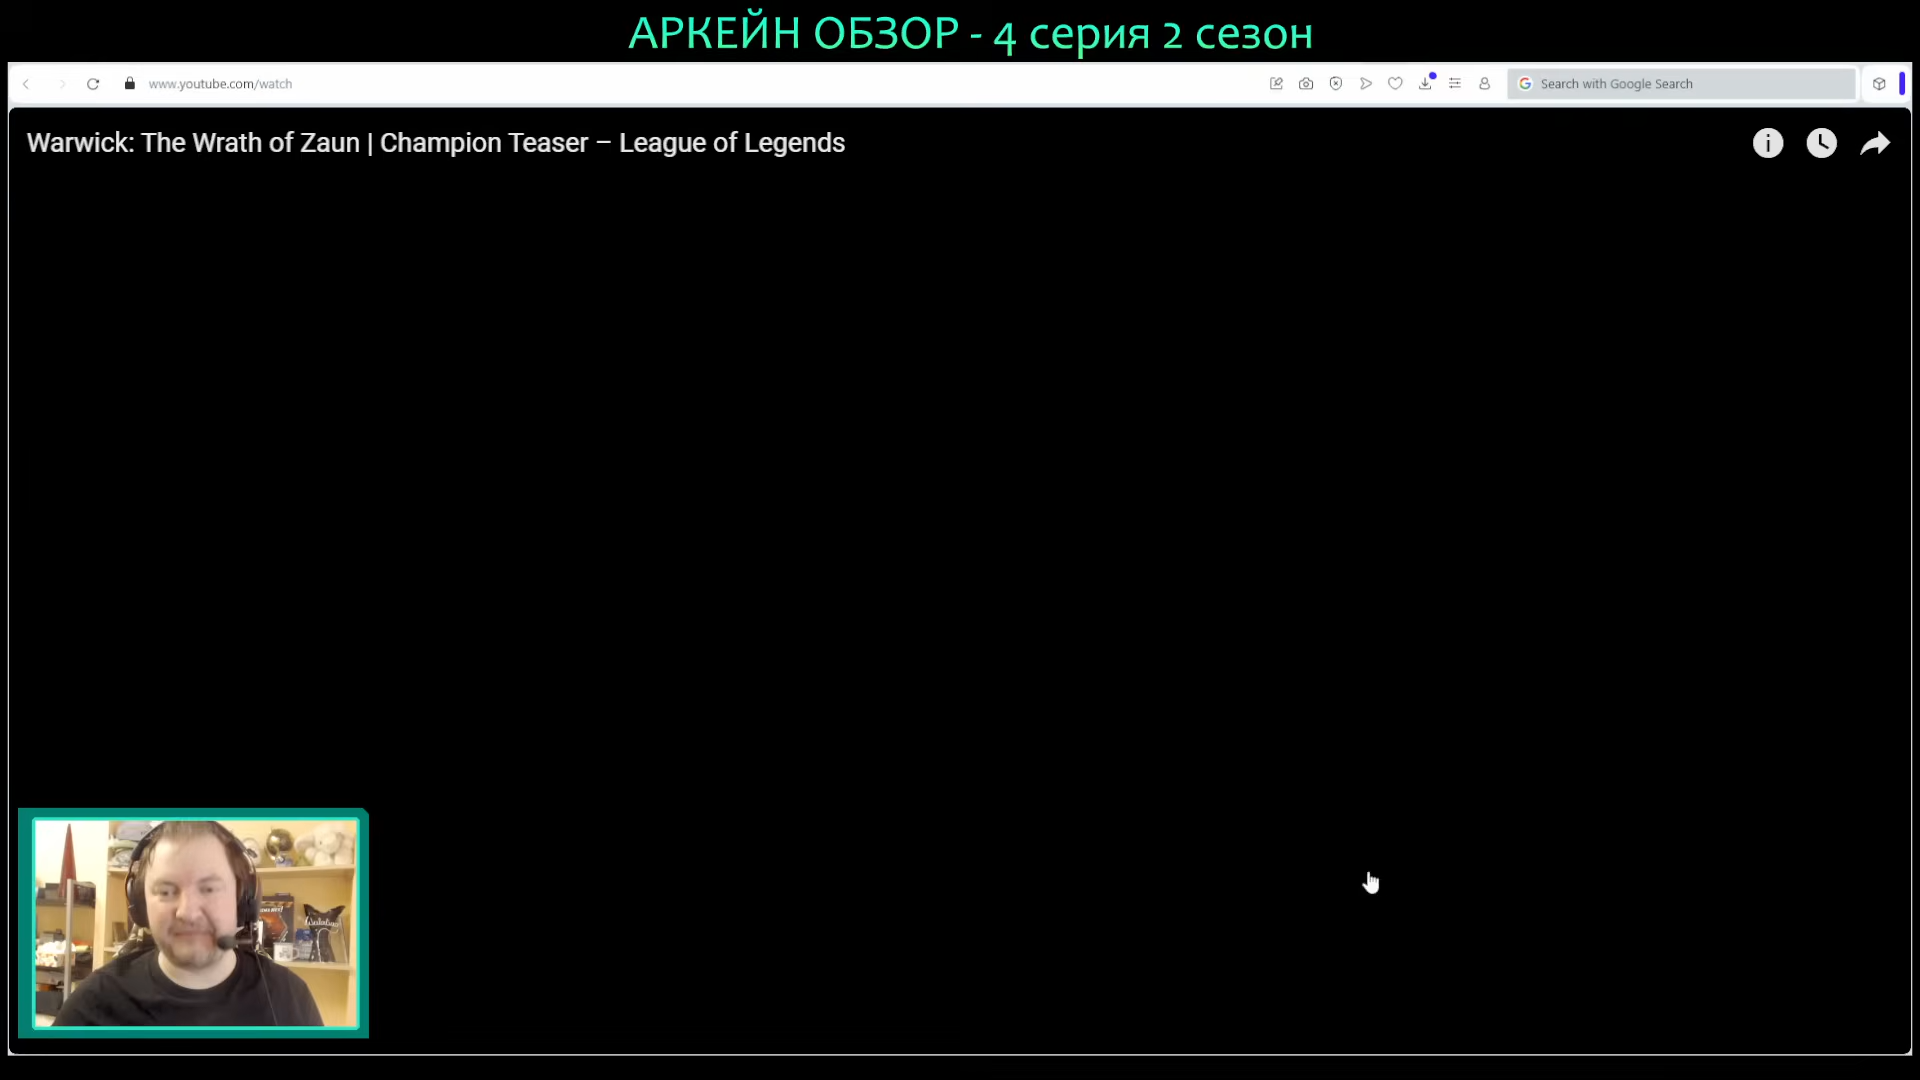 АРКЕЙН ОБЗОР - 4 серия 2 сезон
www.youtube.com/watch
Search with Google Search
Warwick: The Wrath of Zaun | Champion Teaser – League of Legends